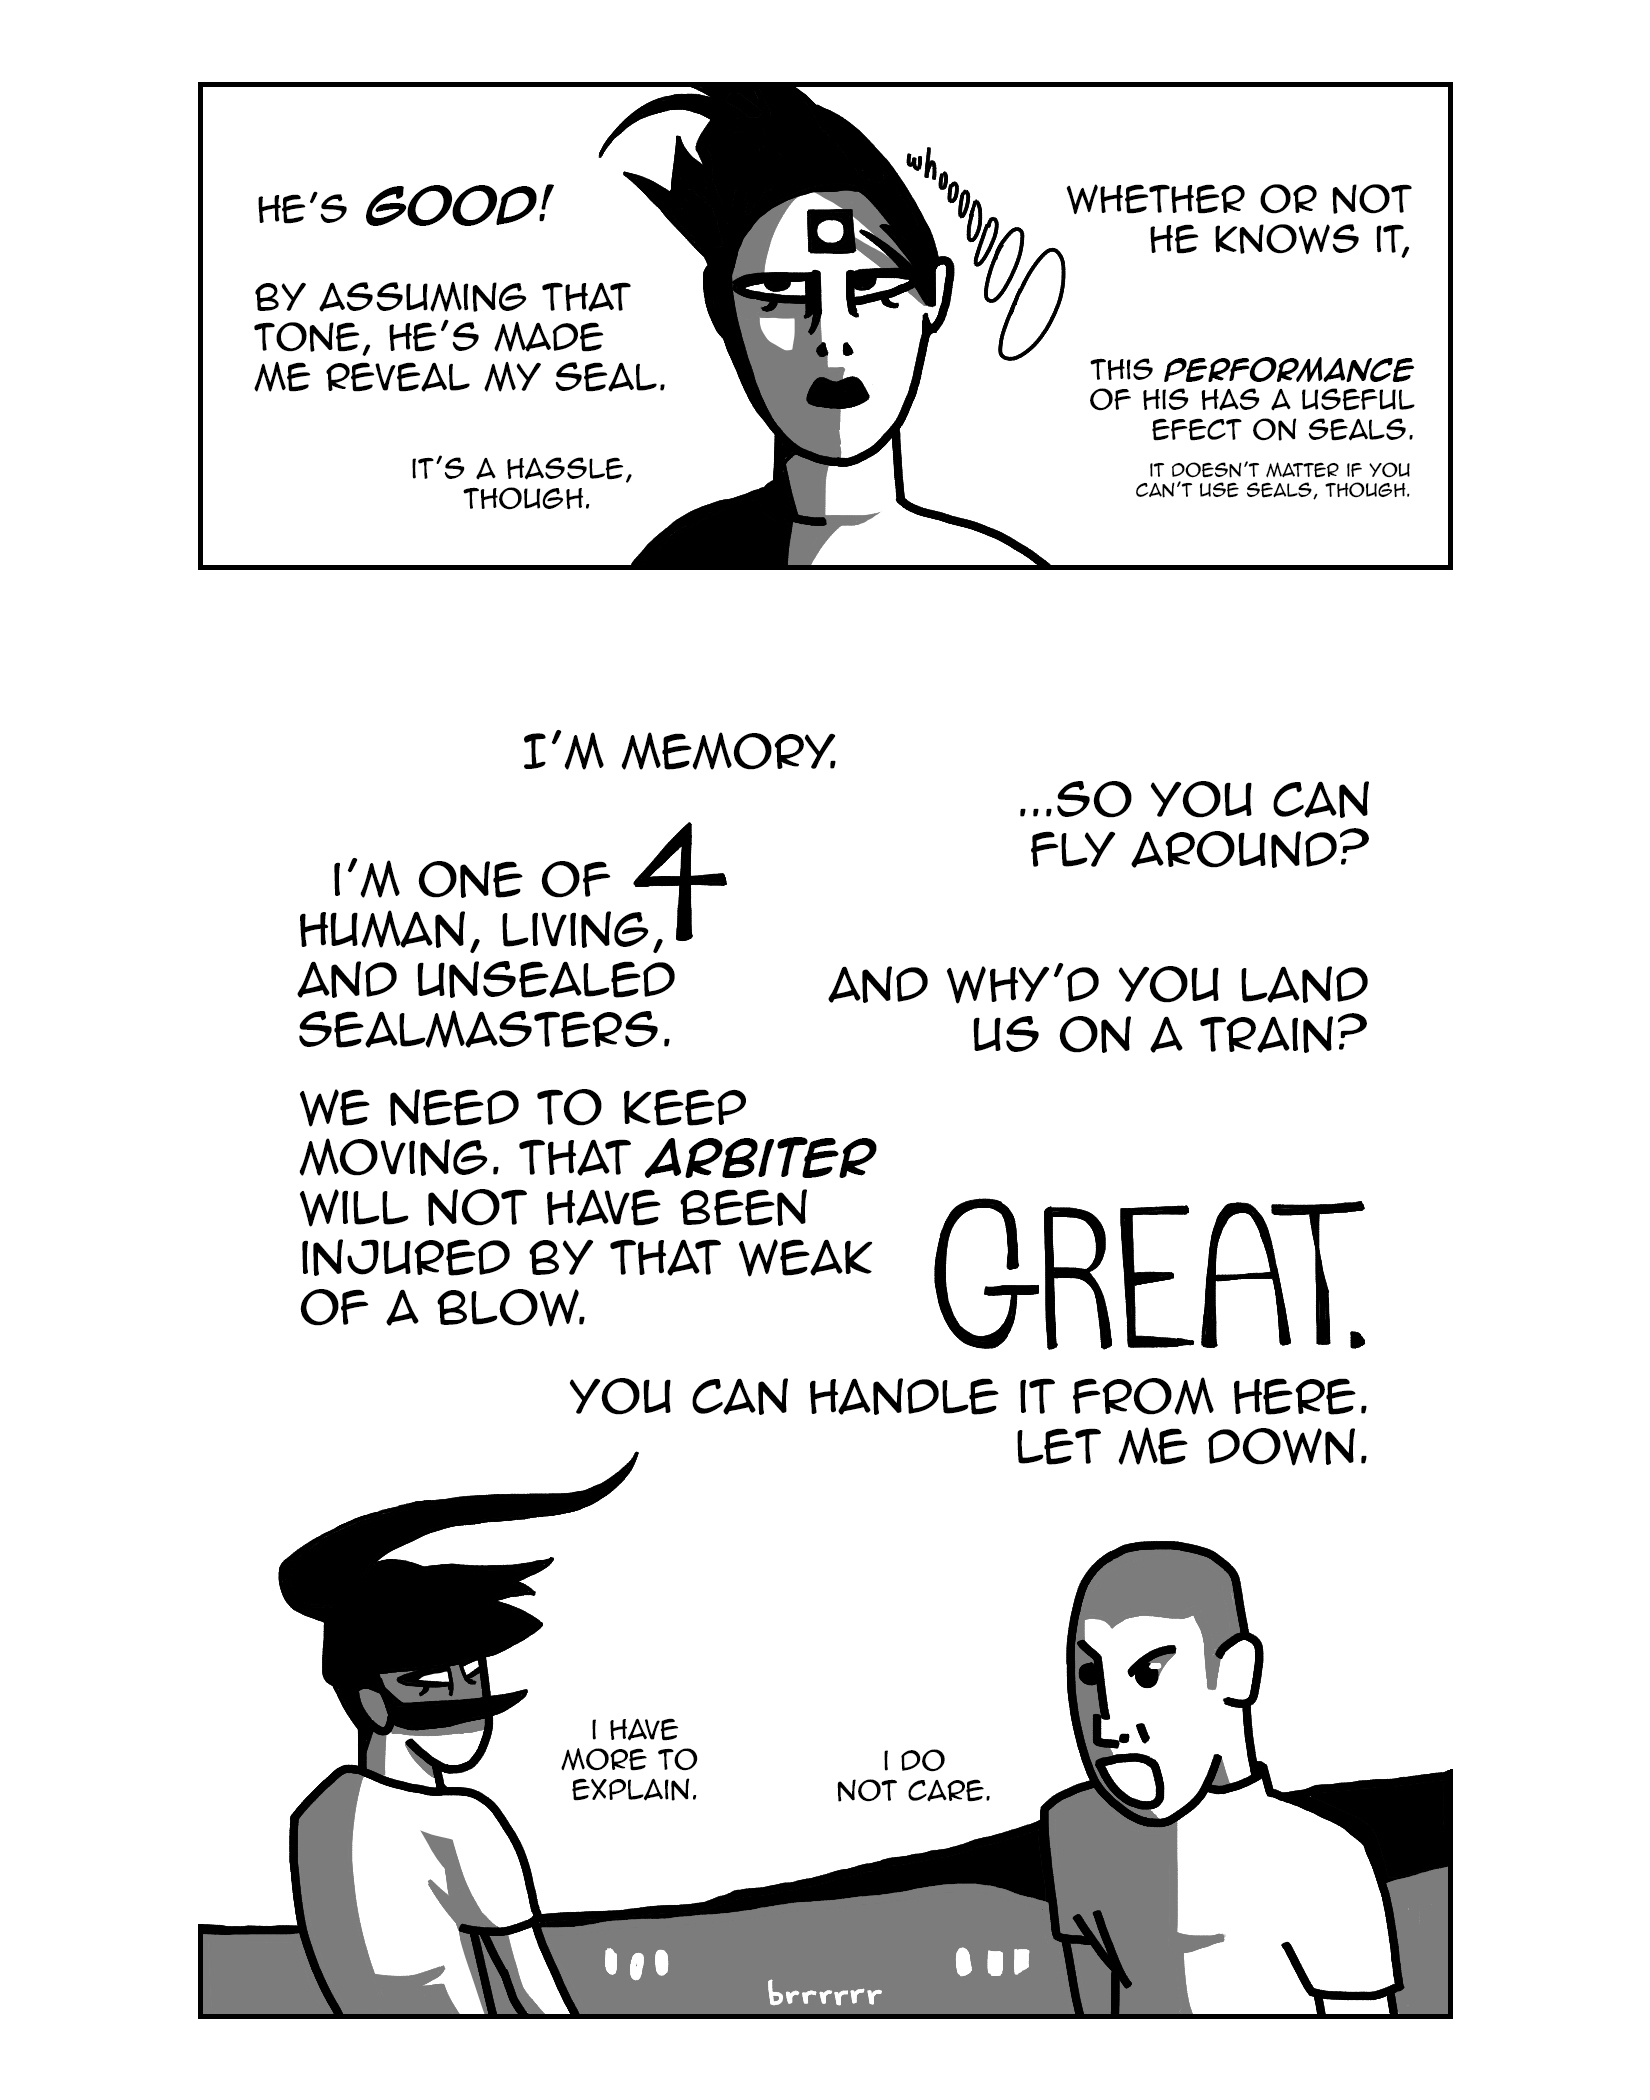 HE'S GOOD!
BY ASSUMING THAT
TONE, HE'S MADE
ME REVEAL MY SEAL.
IT'S A HASSLE,
THOUGH.
whooooooooo
WHETHER OR NOT
HE KNOWS IT,
THIS PERFORMANCE
OF HIS HAS A USEFUL
EFECT ON SEALS.
IT DOESN'T MATTER IF YOU
CAN'T USE SEALS, THOUGH.
I'M MEMORY.
...SO YOU CAN
FLY AROUND?
I'M ONE OF 4
HUMAN, LIVING,
AND UNSEALED
SEALMASTERS.
AND WHY'D YOU LAND
US ON A TRAIN?
WE NEED TO KEEP
MOVING. THAT ARBITER
WILL NOT HAVE BEEN
INJURED BY THAT WEAK
OF A BLOW.
GREAT.
YOU CAN HANDLE IT FROM HERE.
LET ME DOWN.
I HAVE
MORE TO
EXPLAIN.
I DO
NOT CARE.
brrrrrr